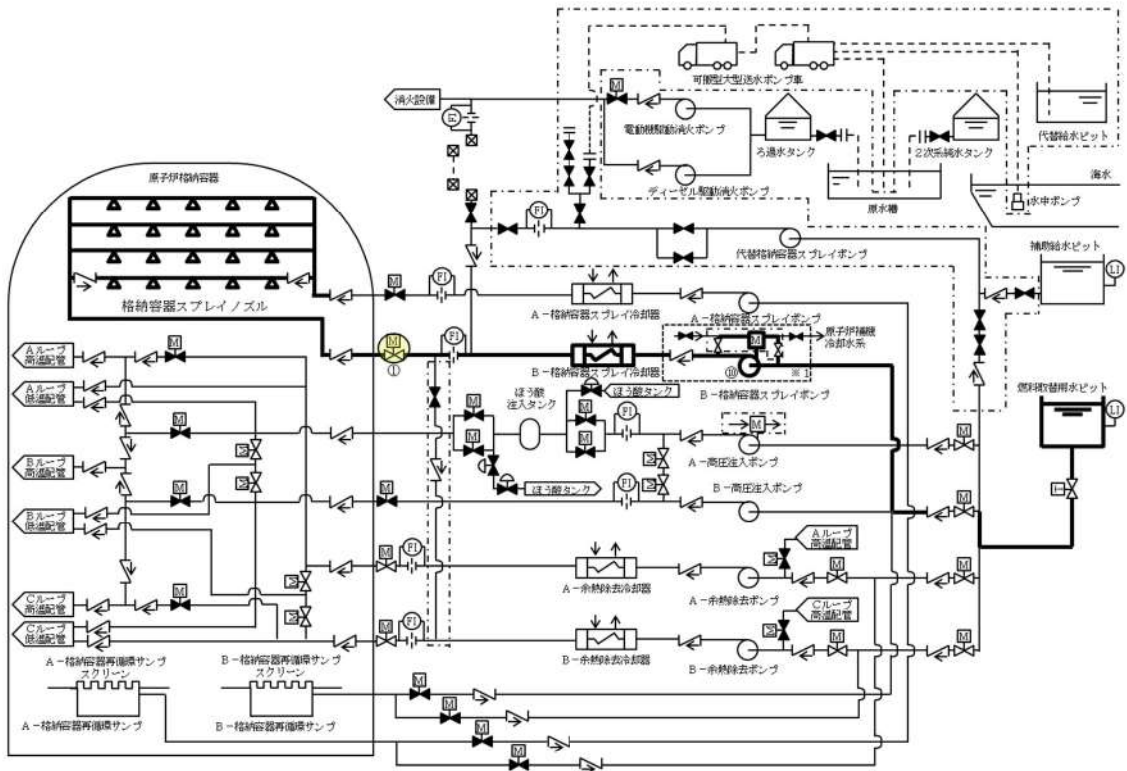 可搬型大型送水ポンプ車
消火設備
M
FI
電動機駆動消火ポンプ
ろ過水タンク
2次系純水タンク
代替給水ピット
ディーゼル駆動消火ポンプ
原水槽
海水
水中ポンプ
原子炉格納容器
FI
代替格納容器スプレイポンプ
補助給水ピット
LI
格納容器スプレイノズル
M
FI
A-格納容器スプレイ冷却器
A-格納容器スプレイポンプ
原子炉補機
冷却水系
M
①
FI
B-格納容器スプレイ冷却器
M
⑩
※1
B-格納容器スプレイポンプ
燃料取替用水ピット
LI
Aループ
高温配管
M
Aループ
低温配管
ほう酸
注入タンク
ほう酸タンク
M
M
M
M
M
FI
M
A-高圧注入ポンプ
M
M
M
Bループ
高温配管
M
M
ほう酸タンク
FI
M
B-高圧注入ポンプ
M
I
Bループ
低温配管
M
M
FI
A-余熱除去冷却器
Aループ
高温配管
M
M
A-余熱除去ポンプ
M
Cループ
高温配管
M
M
Cループ
低温配管
M
M
FI
B-余熱除去冷却器
Cループ
高温配管
M
M
B-余熱除去ポンプ
M
A-格納容器再循環サンプ
スクリーン
B-格納容器再循環サンプ
スクリーン
A-格納容器再循環サンプ
B-格納容器再循環サンプ
M
M
M
M